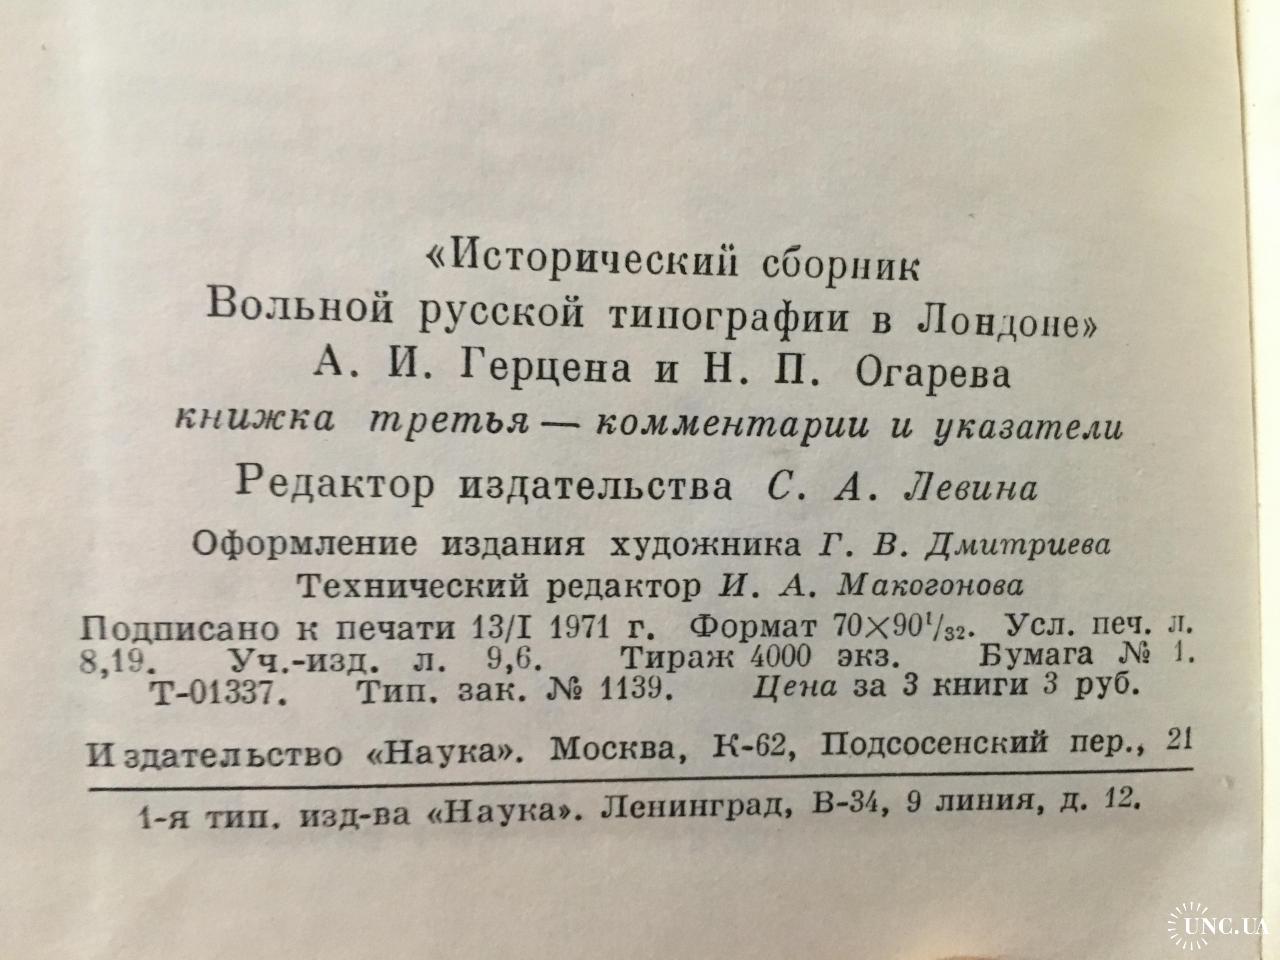 «Исторический сборник
Вольной русской типографии в Лондоне»
А. И. Герцена и Н. П. Огарева
книжка третья — комментарии и указатели
Редактор издательства С. А. Левина
Оформление издания художника Г. В. Дмитриева
Технический редактор И. А. Макогонова
Подписано к печати 13/I 1971 г. Формат 70×90¹/₃₂. Усл. печ. л.
8,19. Уч.-изд. л. 9,6. Тираж 4000 экз. Бумага № 1.
Т-01337. Тип. зак. № 1139. Цена за 3 книги 3 руб.
Издательство «Наука». Москва, К-62, Подсосенский пер., 21
1-я тип. изд-ва «Наука». Ленинград, В-34, 9 линия, д. 12.
UNC.UA